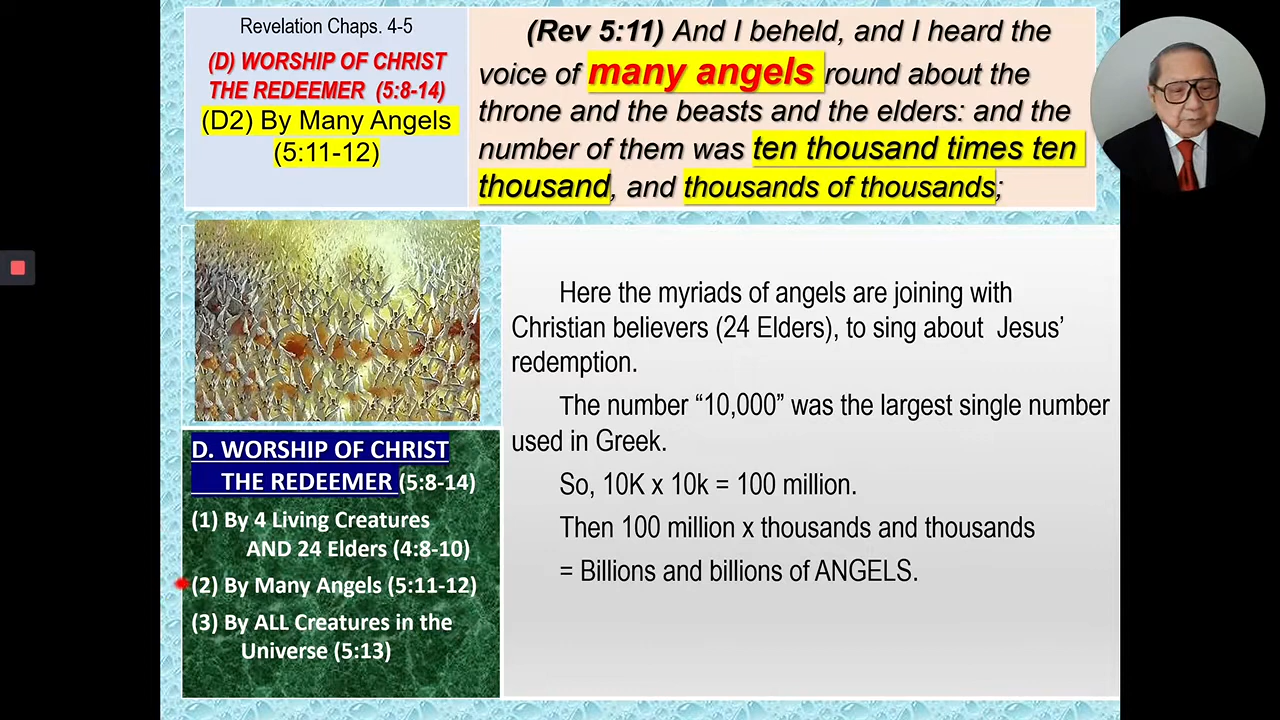 Revelation Chaps. 4-5
(D) WORSHIP OF CHRIST
THE REDEEMER (5:8-14)
(D2) By Many Angels
(5:11-12)
(Rev 5:11) And I beheld, and I heard the
voice of many angels round about the
throne and the beasts and the elders: and the
number of them was ten thousand times ten
thousand, and thousands of thousands;
Here the myriads of angels are joining with
Christian believers (24 Elders), to sing about Jesus’
redemption.
The number “10,000” was the largest single number
used in Greek.
So, 10K x 10k = 100 million.
Then 100 million x thousands and thousands
= Billions and billions of ANGELS.
D. WORSHIP OF CHRIST
THE REDEEMER (5:8-14)
(1) By 4 Living Creatures
AND 24 Elders (4:8-10)
(2) By Many Angels (5:11-12)
(3) By ALL Creatures in the
Universe (5:13)